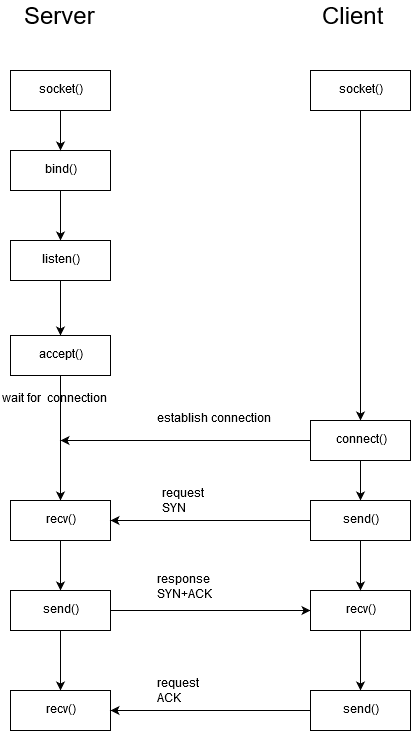 Server
Client
socket()
socket()
bind()
listen()
accept()
wait for connection
establish connection
connect()
request
SYN
recv()
send()
response
SYN+ACK
send()
recv()
request
ACK
recv()
send()